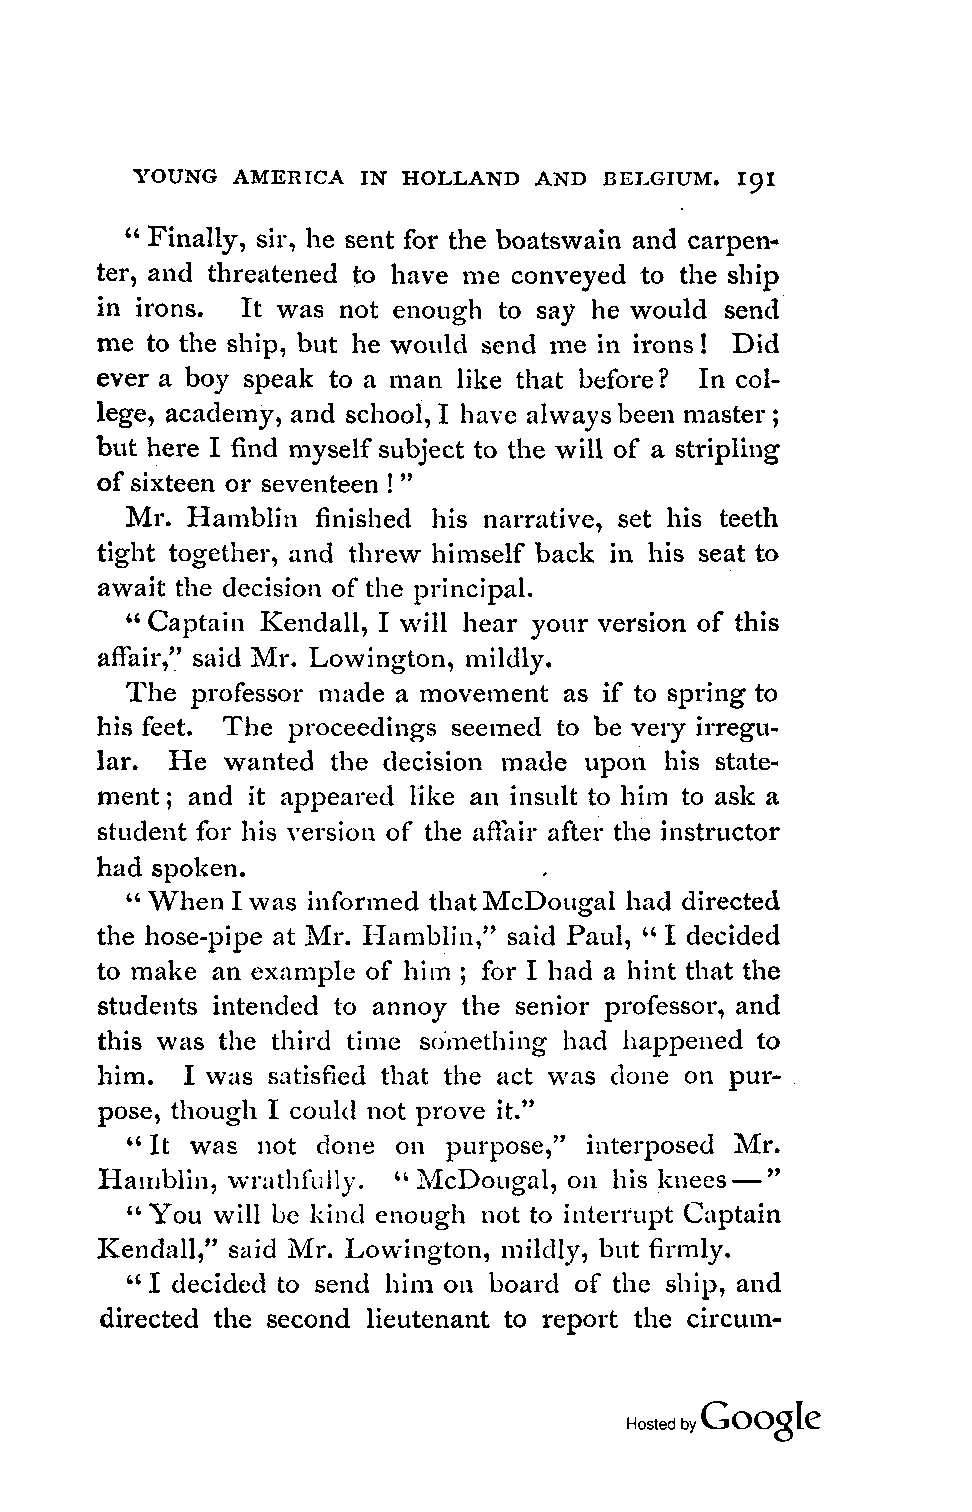 YOUNG AMERICA IN HOLLAND AND BELGIUM. 191
“ Finally, sir, he sent for the boatswain and carpen-
ter, and threatened to have me conveyed to the ship
in irons. It was not enough to say he would send
me to the ship, but he would send me in irons! Did
ever a boy speak to a man like that before? In col-
lege, academy, and school, I have always been master;
but here I find myself subject to the will of a stripling
of sixteen or seventeen!”
Mr. Hamblin finished his narrative, set his teeth
tight together, and threw himself back in his seat to
await the decision of the principal.
“ Captain Kendall, I will hear your version of this
affair,” said Mr. Lowington, mildly.
The professor made a movement as if to spring to
his feet. The proceedings seemed to be very irregu-
lar. He wanted the decision made upon his state-
ment; and it appeared like an insult to him to ask a
student for his version of the affair after the instructor
had spoken.
“ When I was informed that McDougal had directed
the hose-pipe at Mr. Hamblin,” said Paul, “ I decided
to make an example of him; for I had a hint that the
students intended to annoy the senior professor, and
this was the third time something had happened to
him. I was satisfied that the act was done on pur-
pose, though I could not prove it.”
“ It was not done on purpose,” interposed Mr.
Hamblin, wrathfully. “ McDougal, on his knees — ”
“ You will be kind enough not to interrupt Captain
Kendall,” said Mr. Lowington, mildly, but firmly.
“ I decided to send him on board of the ship, and
directed the second lieutenant to report the circum-
Hosted by Google